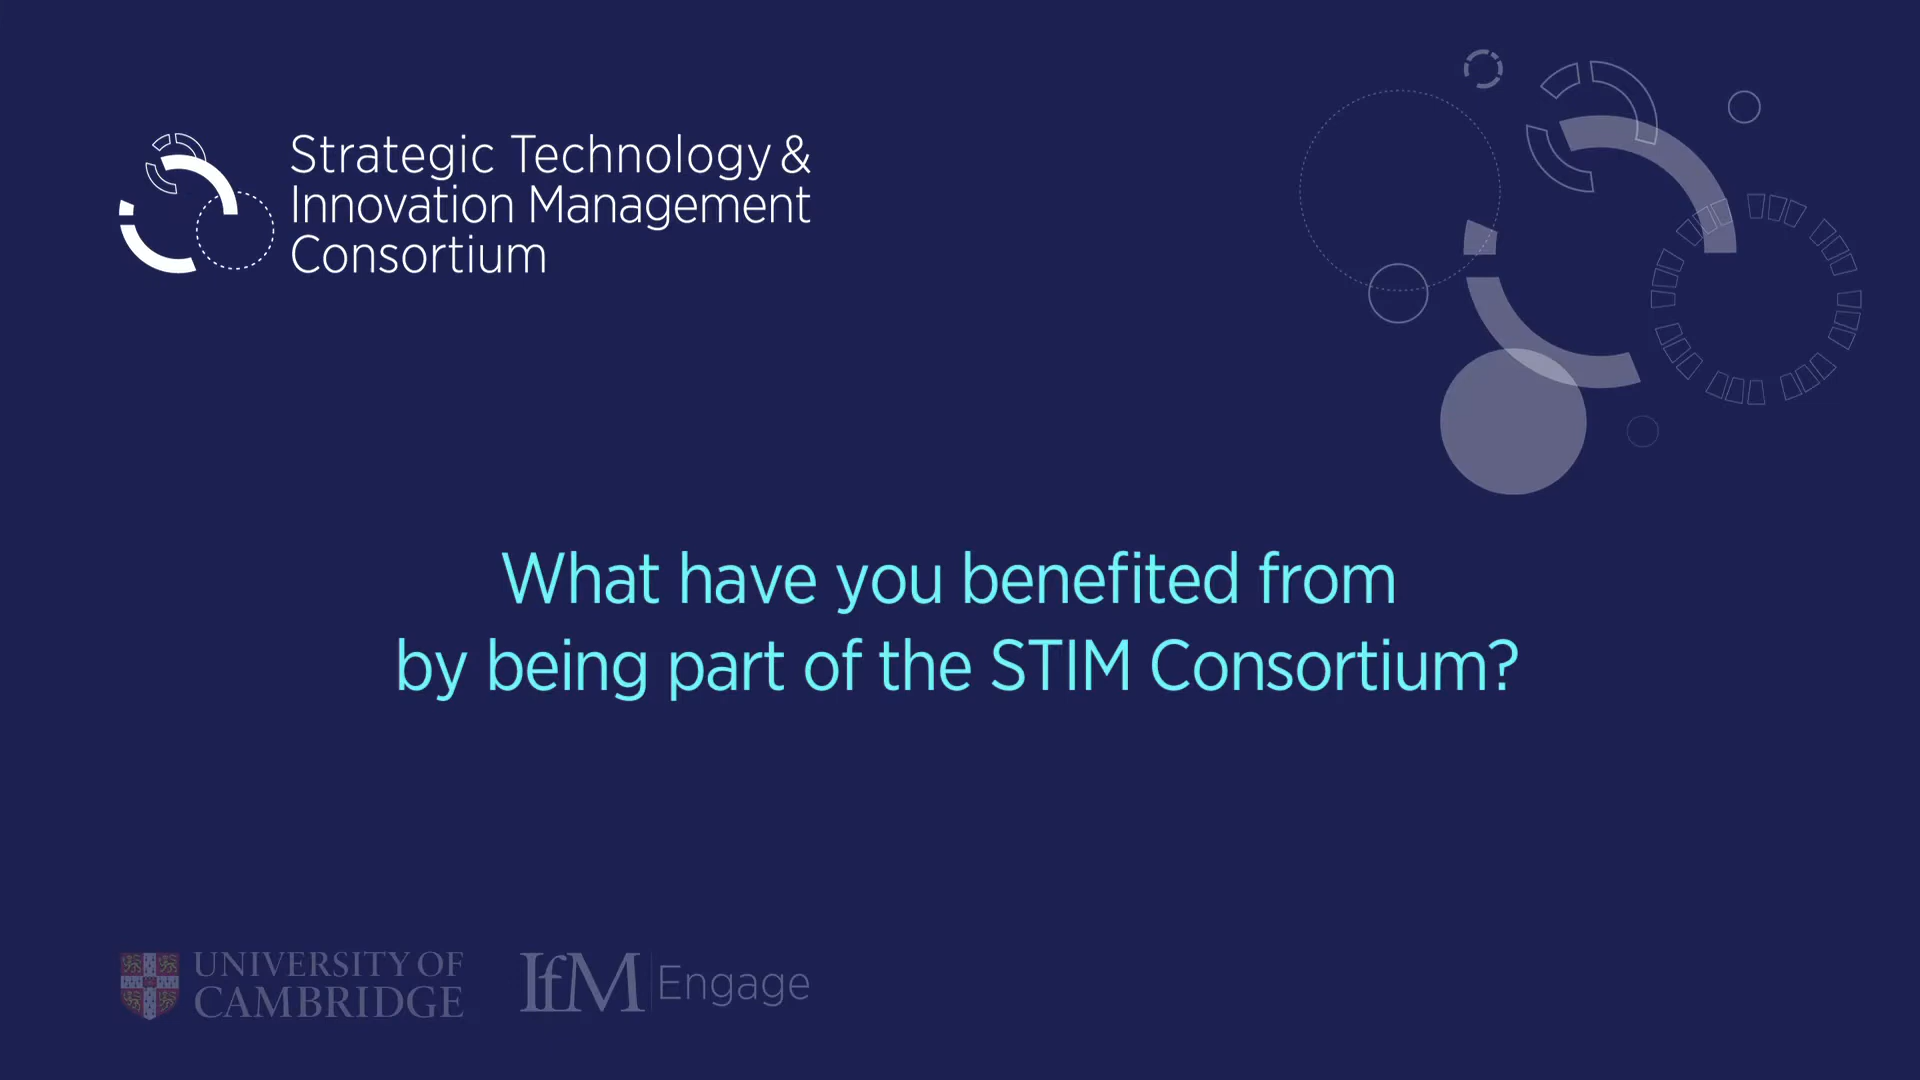 Strategic Technology &
Innovation Management
Consortium
What have you benefited from
by being part of the STIM Consortium?
UNIVERSITY OF
CAMBRIDGE
IfM Engage